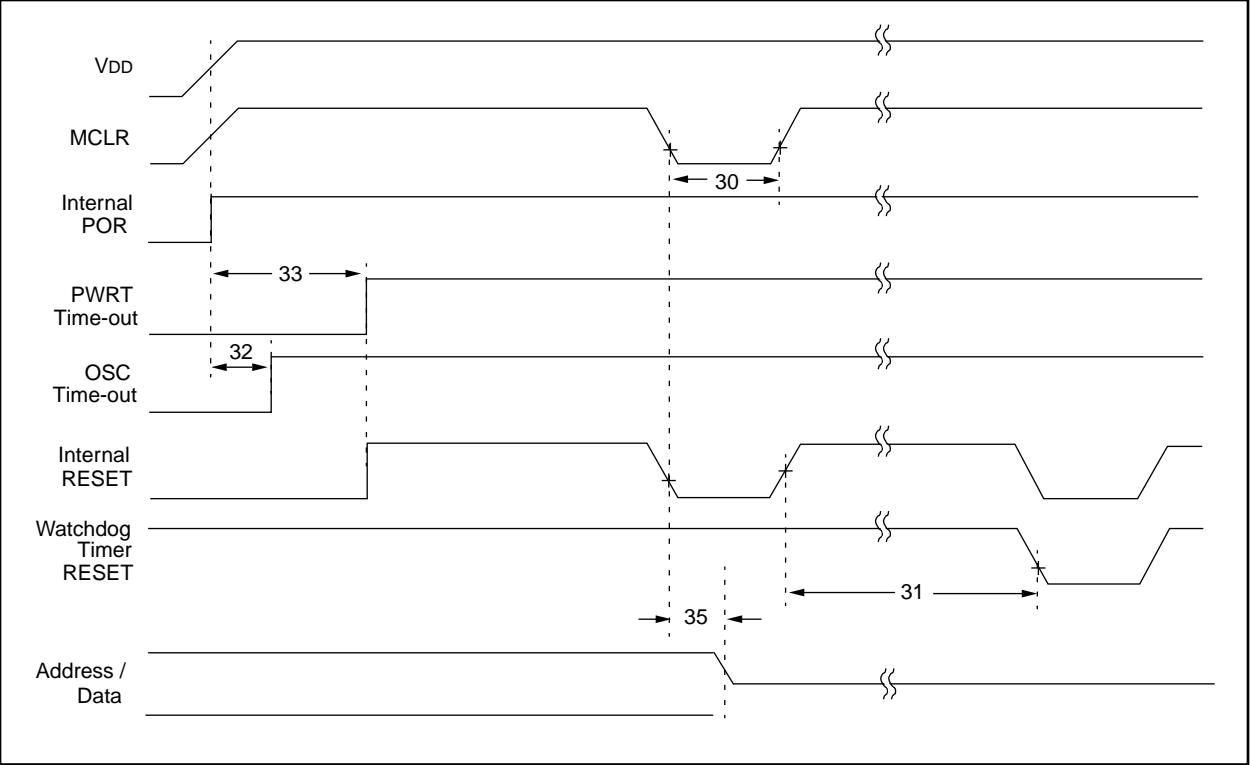 VDD
MCLR
30
Internal
POR
33
PWRT
Time-out
32
OSC
Time-out
Internal
RESET
Watchdog
Timer
RESET
31
35
Address /
Data